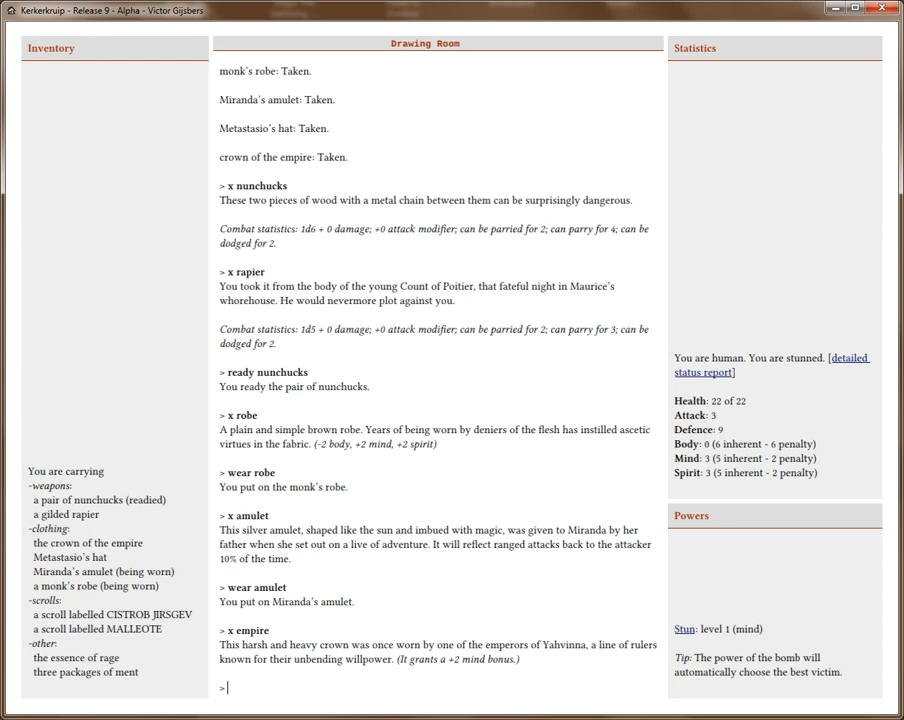 Kerkerkruip - Release 9 - Alpha - Victor Gijsbers
Inventory
You are carrying
-weapons:
a pair of nunchucks (readied)
a gilded rapier
-clothing:
the crown of the empire
Metastasio's hat
Miranda's amulet (being worn)
a monk's robe (being worn)
-scrolls:
a scroll labelled CISTROB JIRSGEV
a scroll labelled MALLEOTE
-other:
the essence of rage
three packages of ment
Drawing Room
monk's robe: Taken.
Miranda's amulet: Taken.
Metastasio's hat: Taken.
crown of the empire: Taken.
> x nunchucks
These two pieces of wood with a metal chain between them can be surprisingly dangerous.
Combat statistics: 1d6 + 0 damage; +0 attack modifier; can be parried for 2; can parry for 4; can be
dodged for 2.
> x rapier
You took it from the body of the young Count of Poitier, that fateful night in Maurice's
whorehouse. He would nevermore plot against you.
Combat statistics: 1d5 + 0 damage; +0 attack modifier; can be parried for 2; can parry for 3; can be
dodged for 2.
> ready nunchucks
You ready the pair of nunchucks.
> x robe
A plain and simple brown robe. Years of being worn by deniers of the flesh has instilled ascetic
virtues in the fabric. (-2 body, +2 mind, +2 spirit)
> wear robe
You put on the monk's robe.
> x amulet
This silver amulet, shaped like the sun and imbued with magic, was given to Miranda by her
father when she set out on a live of adventure. It will reflect ranged attacks back to the attacker
10% of the time.
> wear amulet
You put on Miranda's amulet.
> x empire
This harsh and heavy crown was once worn by one of the emperors of Yahvinna, a line of rulers
known for their unbending willpower. (It grants a +2 mind bonus.)
>
Statistics
You are human. You are stunned. [detailed
status report]
Health: 22 of 22
Attack: 3
Defence: 9
Body: 0 (6 inherent - 6 penalty)
Mind: 3 (5 inherent - 2 penalty)
Spirit: 3 (5 inherent - 2 penalty)
Powers
Stun: level 1 (mind)
Tip: The power of the bomb will
automatically choose the best victim.